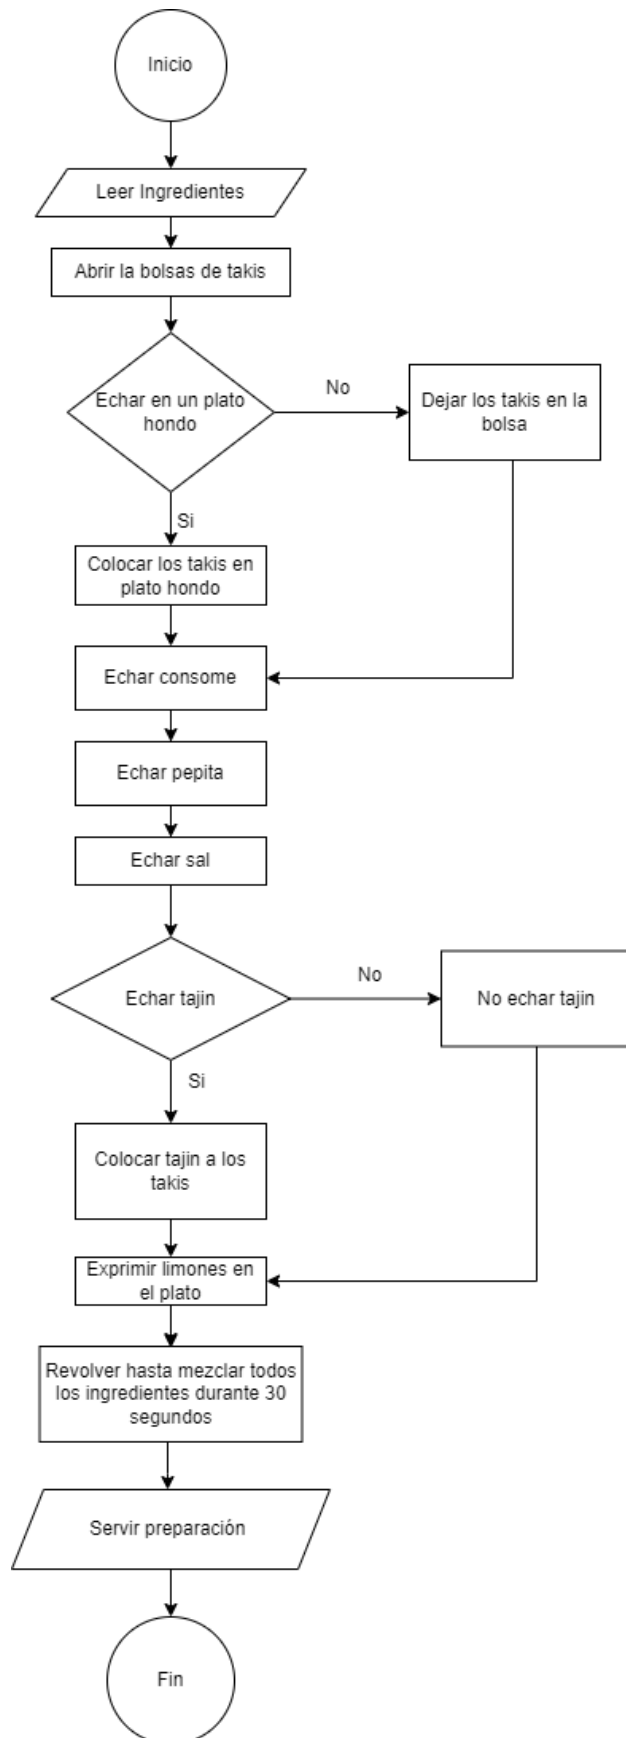 Inicio
Leer Ingredientes
Abrir la bolsas de takis
Echar en un plato
hondo
No
Dejar los takis en la
bolsa
Si
Colocar los takis en
plato hondo
Echar consome
Echar pepita
Echar sal
Echar tajin
No
No echar tajin
Si
Colocar tajin a los
takis
Exprimir limones en
el plato
Revolver hasta mezclar todos
los ingredientes durante 30
segundos
Servir preparación
Fin